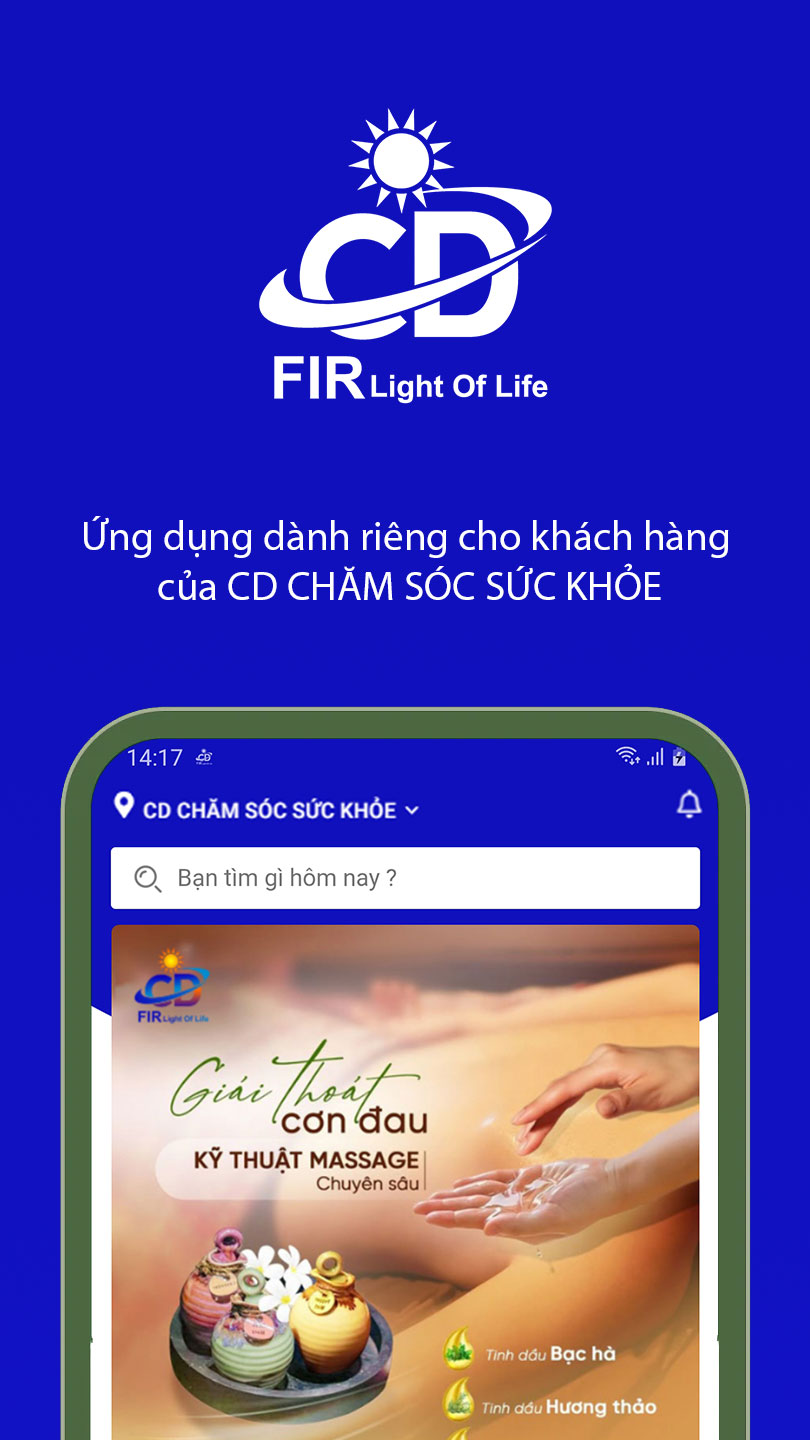 CD
FIR Light Of Life
Ứng dụng dành riêng cho khách hàng
của CD CHĂM SÓC SỨC KHỎE
14:17
CD CHĂM SÓC SỨC KHỎE
Bạn tìm gì hôm nay ?
CD
FIR Light Of Life
Giải thoát
cơn đau
KỸ THUẬT MASSAGE
Chuyên sâu
Tinh dầu Bạc hà
Tinh dầu Hương thảo